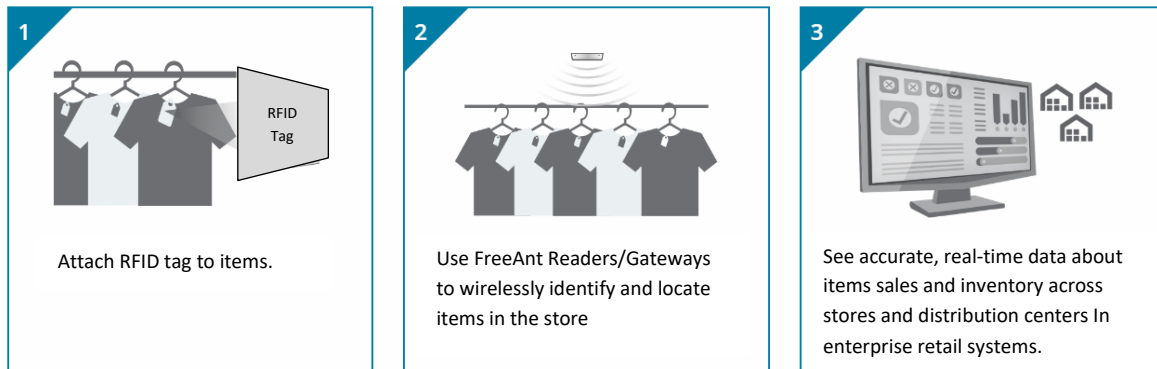 1
RFID
Tag
Attach RFID tag to items.
2
Use FreeAnt Readers/Gateways
to wirelessly identify and locate
items in the store
3
See accurate, real-time data about
items sales and inventory across
stores and distribution centers In
enterprise retail systems.